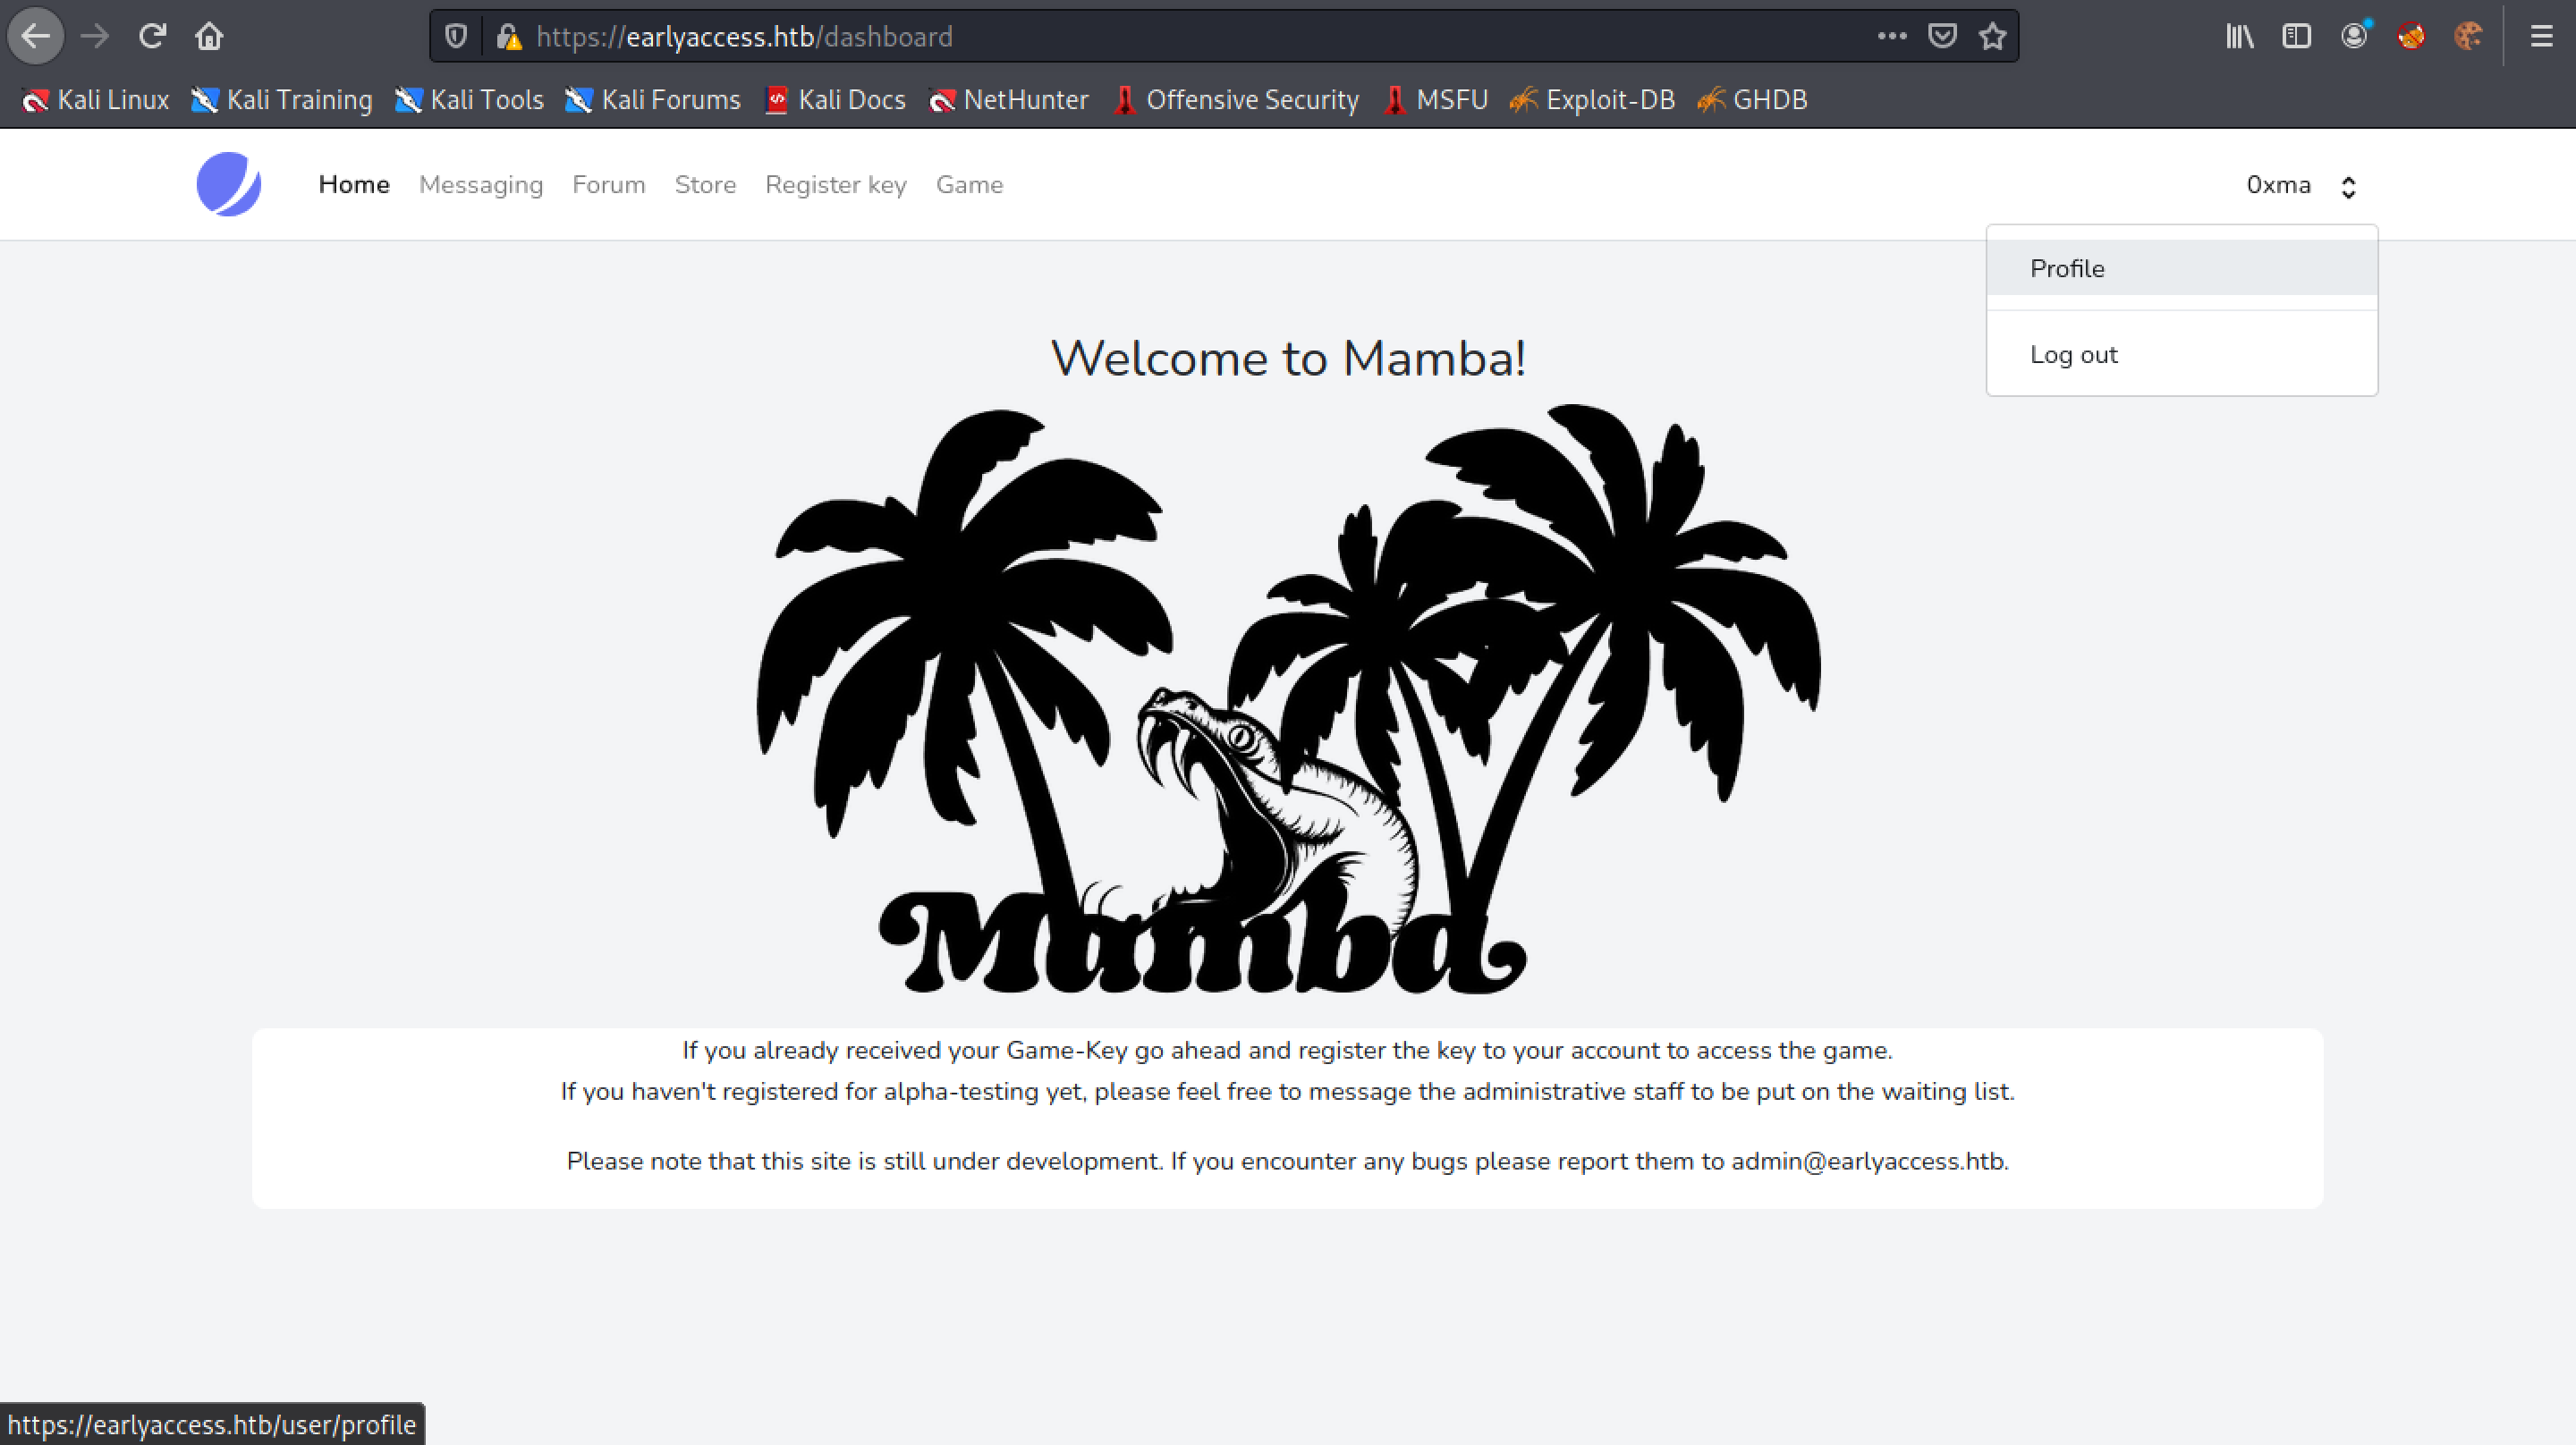 https://earlyaccess.htb/dashboard
Kali Linux Kali Training Kali Tools Kali Forums Kali Docs NetHunter Offensive Security MSFU Exploit-DB GHDB
Home Messaging Forum Store Register key Game 0xma
Profile
Log out
Welcome to Mamba!
Mamba
If you already received your Game-Key go ahead and register the key to your account to access the game.
If you haven't registered for alpha-testing yet, please feel free to message the administrative staff to be put on the waiting list.
Please note that this site is still under development. If you encounter any bugs please report them to admin@earlyaccess.htb.
https://earlyaccess.htb/user/profile